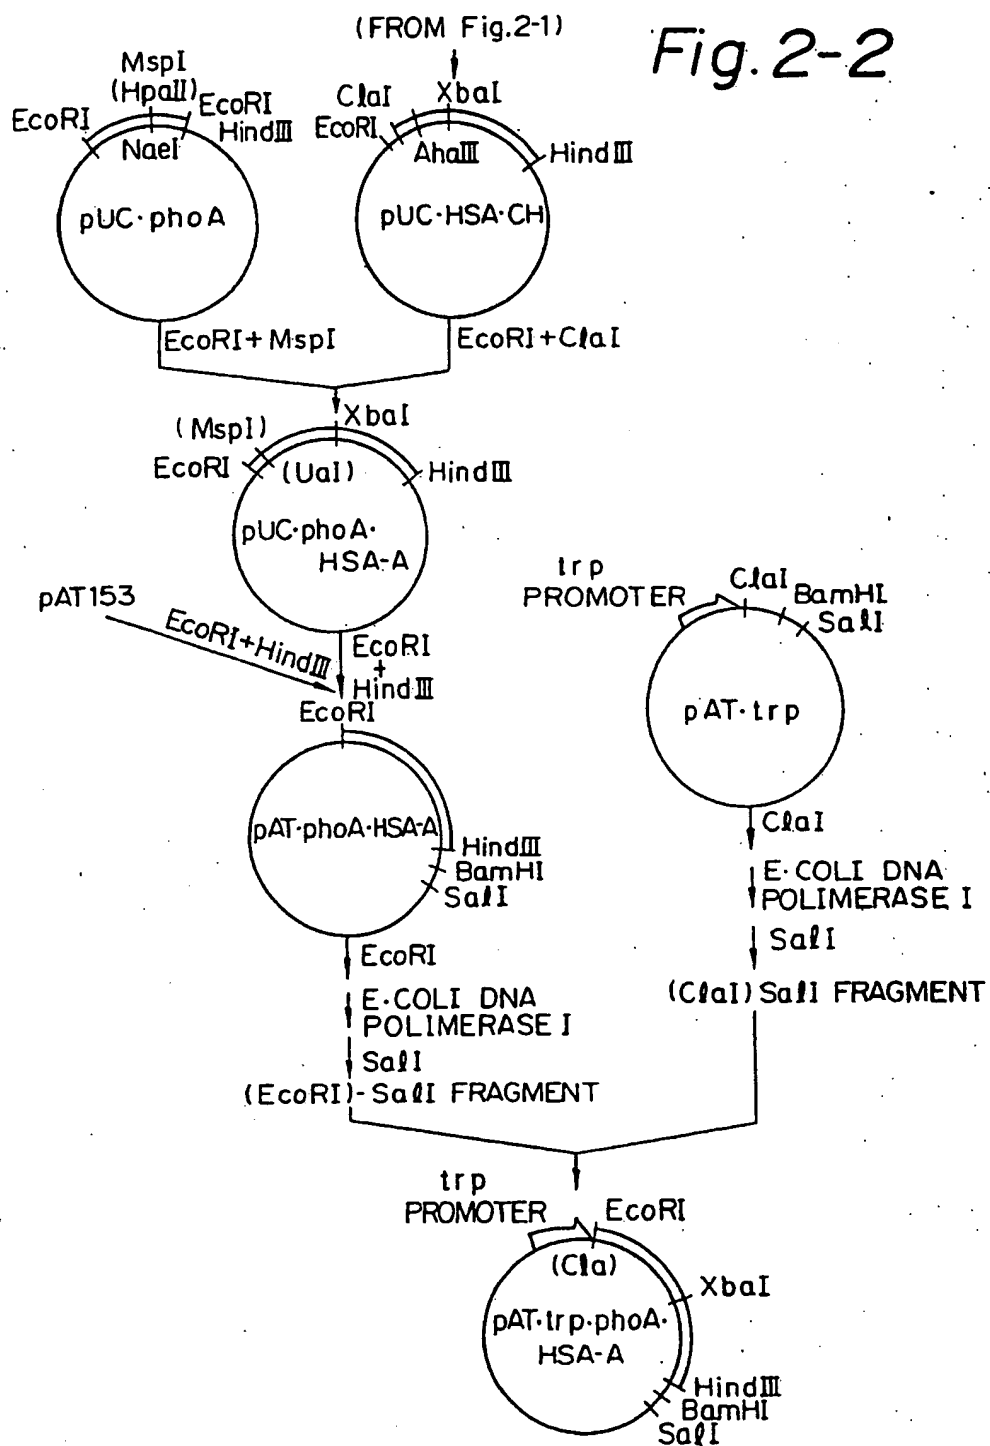 (FROM Fig.2-1)
Fig. 2-2
MspI
(HpaII)
EcoRI
EcoRI
HindIII
NaeI
pUC·phoA
ClaI
XbaI
EcoRI
AhaIII
HindIII
pUC·HSA·CH
EcoRI+MspI
EcoRI+ClaI
XbaI
(MspI)
EcoRI
(UaI)
HindIII
pUC·phoA·
HSA-A
pAT153
EcoRI+HindIII
EcoRI
+
HindIII
EcoRI
pAT·phoA·HSA-A
HindIII
BamHI
SalI
EcoRI
E·COLI DNA
POLIMERASE I
SalI
(EcoRI)-SalI FRAGMENT
trp
PROMOTER
ClaI
BamHI
SalI
pAT·trp
ClaI
E·COLI DNA
POLIMERASE I
SalI
(ClaI) SalI FRAGMENT
trp
PROMOTER
EcoRI
(Cla)
XbaI
pAT·trp·phoA·
HSA-A
HindIII
BamHI
SalI